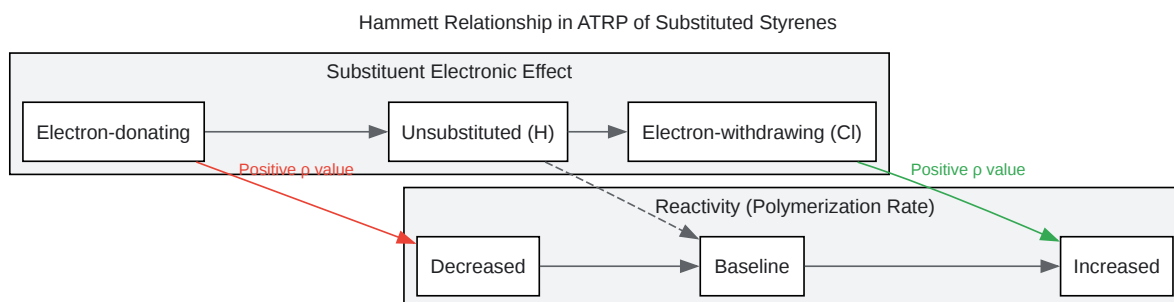 Hammett Relationship in ATRP of Substituted Styrenes
Substituent Electronic Effect
Electron-donating
Unsubstituted (H)
Electron-withdrawing (Cl)
Positive ρ value
Positive ρ value
Reactivity (Polymerization Rate)
Decreased
Baseline
Increased